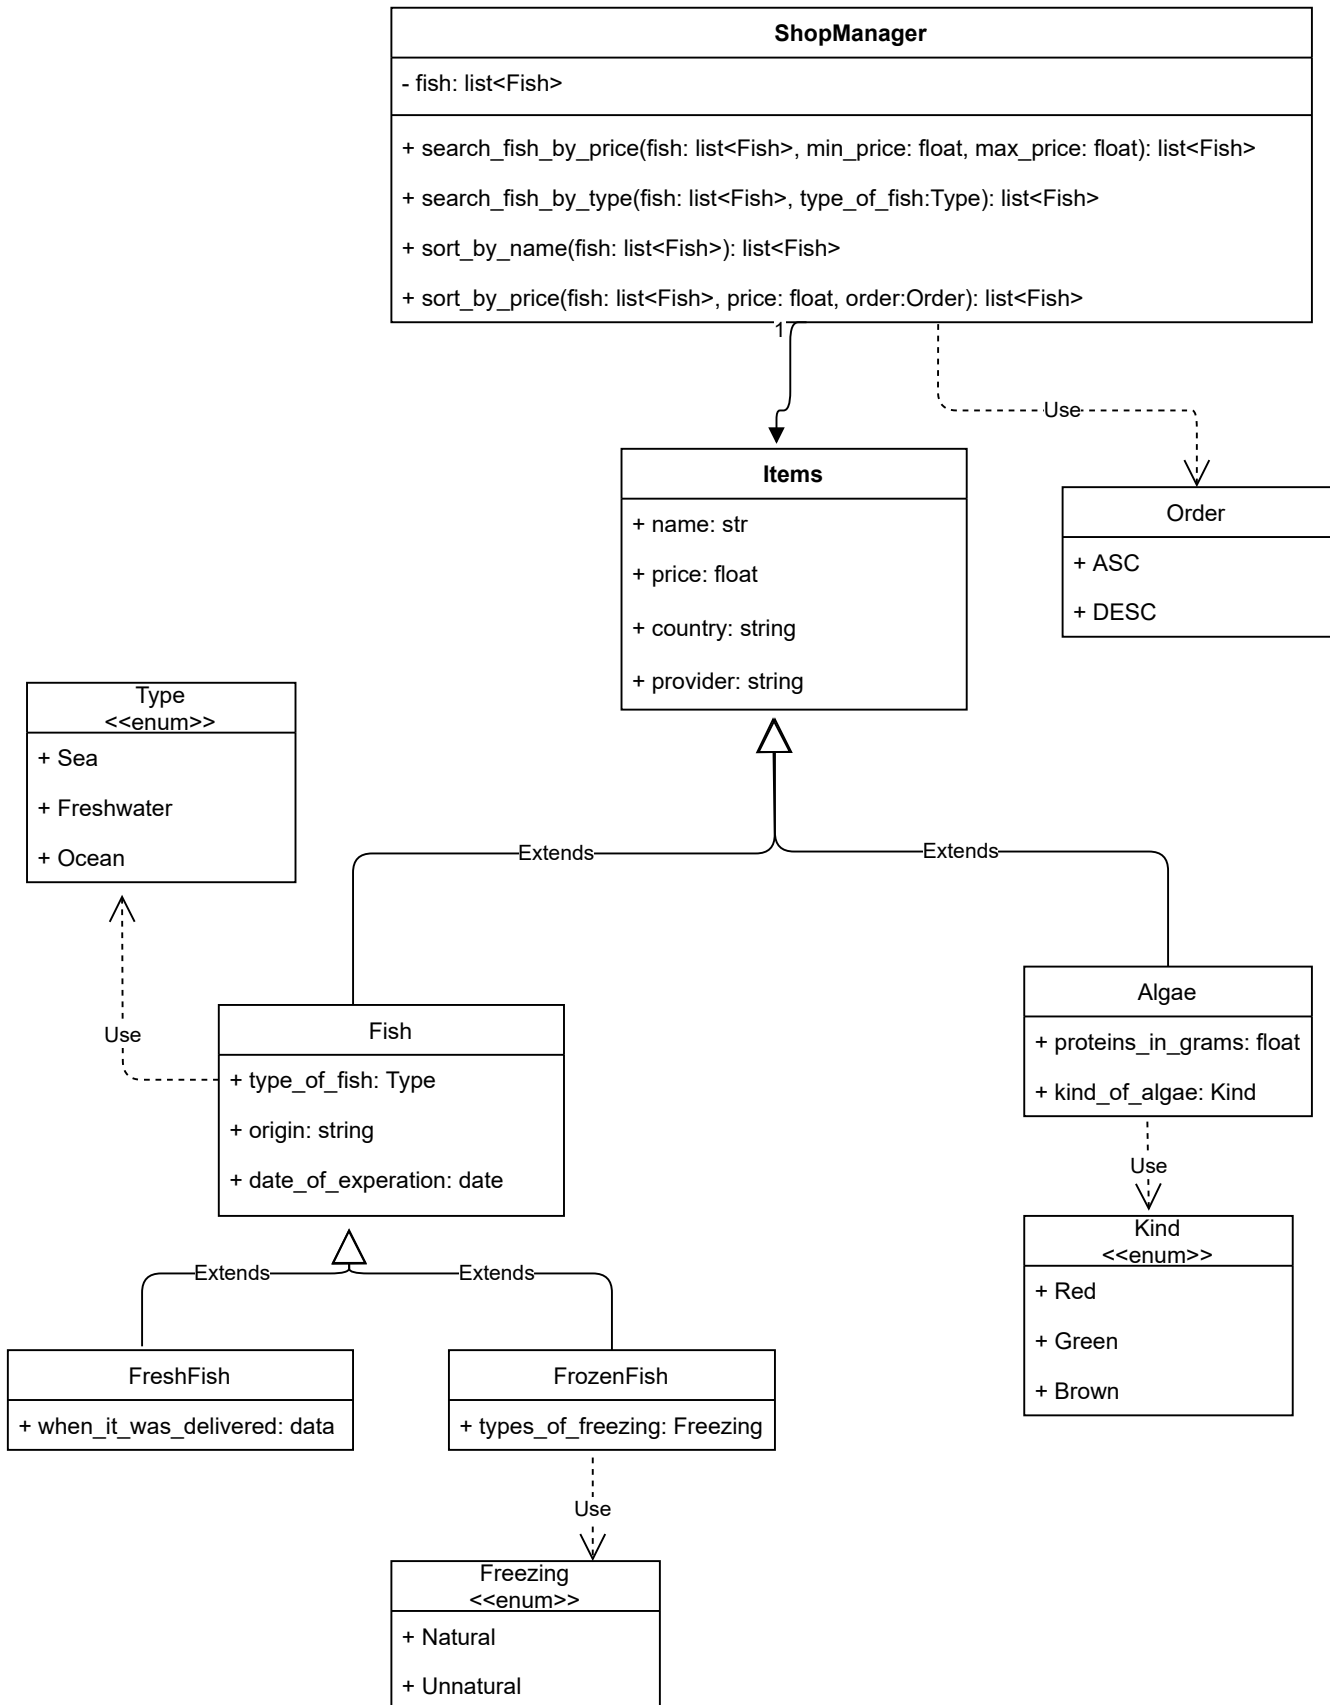 ShopManager
- fish: list<Fish>
+ search_fish_by_price(fish: list<Fish>, min_price: float, max_price: float): list<Fish>
+ search_fish_by_type(fish: list<Fish>, type_of_fish:Type): list<Fish>
+ sort_by_name(fish: list<Fish>): list<Fish>
+ sort_by_price(fish: list<Fish>, price: float, order:Order): list<Fish>
1
Use
Items
+ name: str
+ price: float
+ country: string
+ provider: string
Order
+ ASC
+ DESC
Type
<<enum>>
+ Sea
+ Freshwater
+ Ocean
Extends
Extends
Use
Fish
+ type_of_fish: Type
+ origin: string
+ date_of_experation: date
Algae
+ proteins_in_grams: float
+ kind_of_algae: Kind
Use
Kind
<<enum>>
+ Red
+ Green
+ Brown
Extends
Extends
FreshFish
+ when_it_was_delivered: data
FrozenFish
+ types_of_freezing: Freezing
Use
Freezing
<<enum>>
+ Natural
+ Unnatural